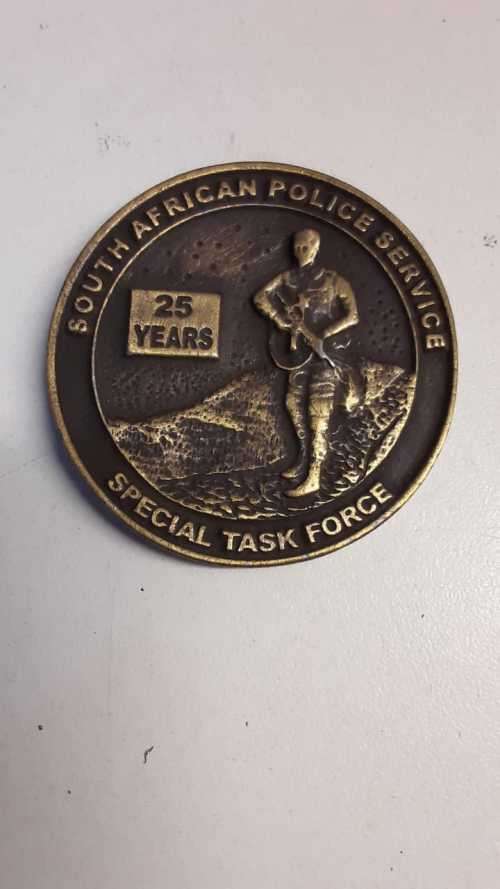 SOUTH AFRICAN POLICE SERVICE
25
YEARS
SPECIAL TASK FORCE